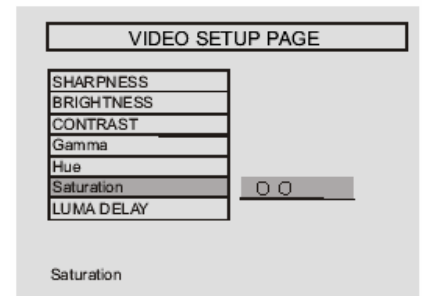 VIDEO SETUP PAGE
SHARPNESS
BRIGHTNESS
CONTRAST
Gamma
Hue
Saturation 0 0
LUMA DELAY
Saturation